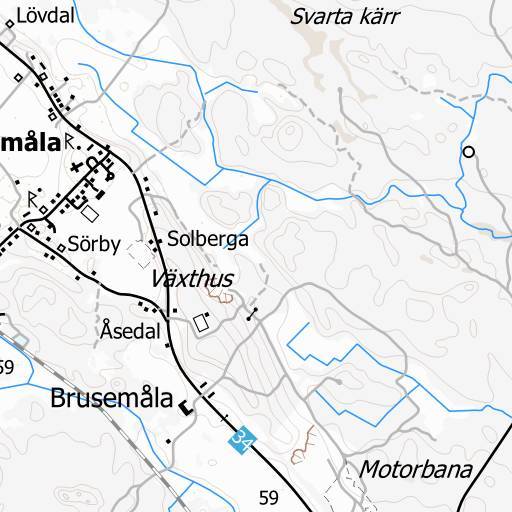 Lövdal
Svarta kärr
måla
Sörby
Solberga
Växthus
Åsedal
59
Brusemåla
34
Motorbana
59